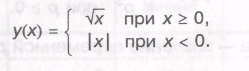 y(x) = { √x при x ≥ 0,
|x| при x < 0.